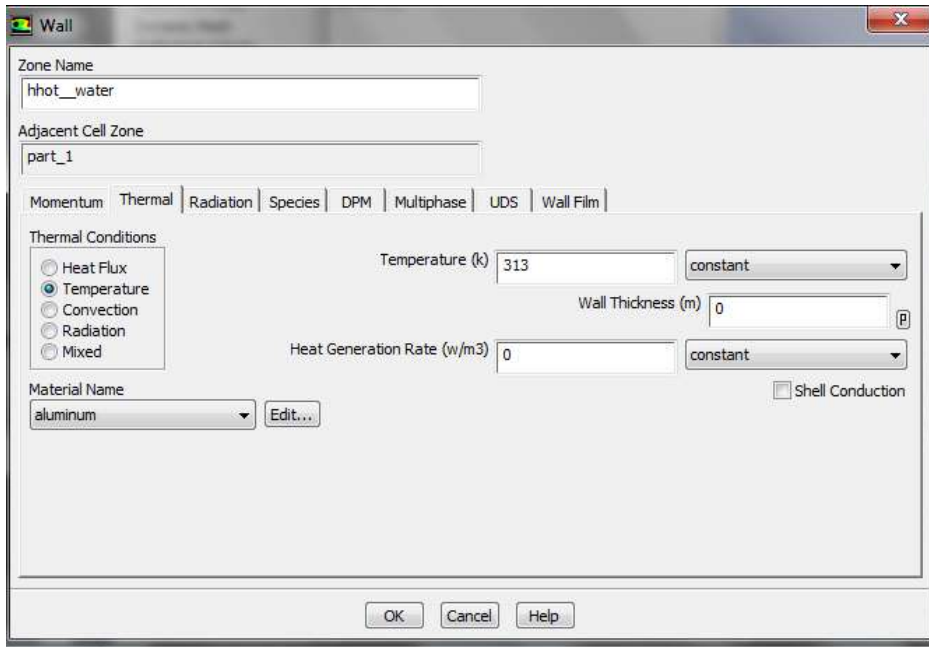 Wall
Zone Name
hhot__water
Adjacent Cell Zone
part_1
Momentum Thermal Radiation Species DPM Multiphase UDS Wall Film
Thermal Conditions
Heat Flux
Temperature
Convection
Radiation
Mixed
Temperature (k) 313 constant
Wall Thickness (m) 0 P
Heat Generation Rate (w/m3) 0 constant
Shell Conduction
Material Name
aluminum Edit...
OK Cancel Help